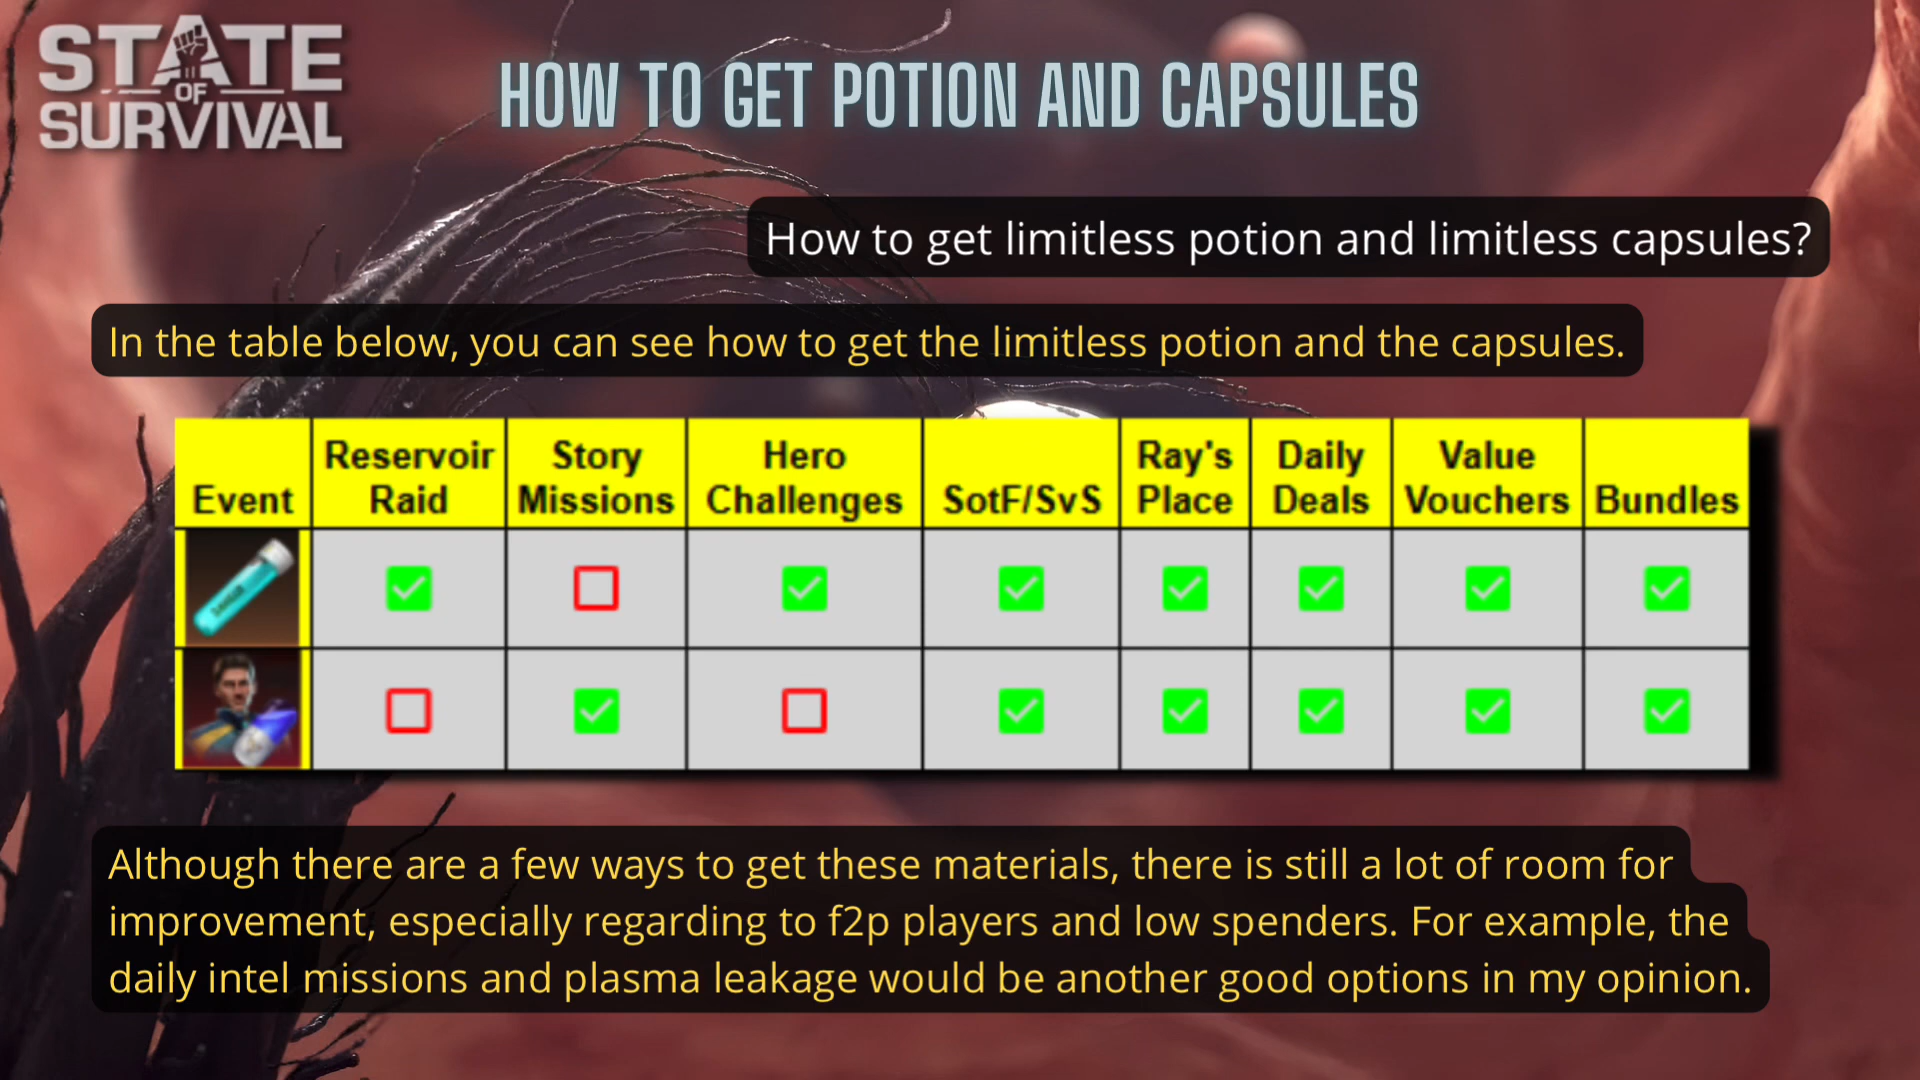 STATE
OF
SURVIVAL
HOW TO GET POTION AND CAPSULES
How to get limitless potion and limitless capsules?
In the table below, you can see how to get the limitless potion and the capsules.
Event Reservoir Raid Story Missions Hero Challenges SotF/SvS Ray's Place Daily Deals Value Vouchers Bundles
Although there are a few ways to get these materials, there is still a lot of room for
improvement, especially regarding to f2p players and low spenders. For example, the
daily intel missions and plasma leakage would be another good options in my opinion.